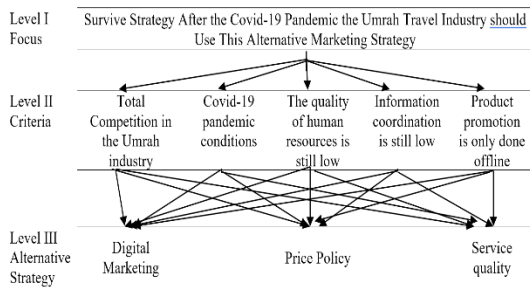 Level I
Focus
Survive Strategy After the Covid-19 Pandemic the Umrah Travel Industry should
Use This Alternative Marketing Strategy
Level II
Criteria
Total
Competition in
the Umrah
industry
Covid-19
pandemic
conditions
The quality
of human
resources is
still low
Information
coordination
is still low
Product
promotion
is only done
offline
Level III
Alternative
Strategy
Digital
Marketing
Price Policy
Service
quality